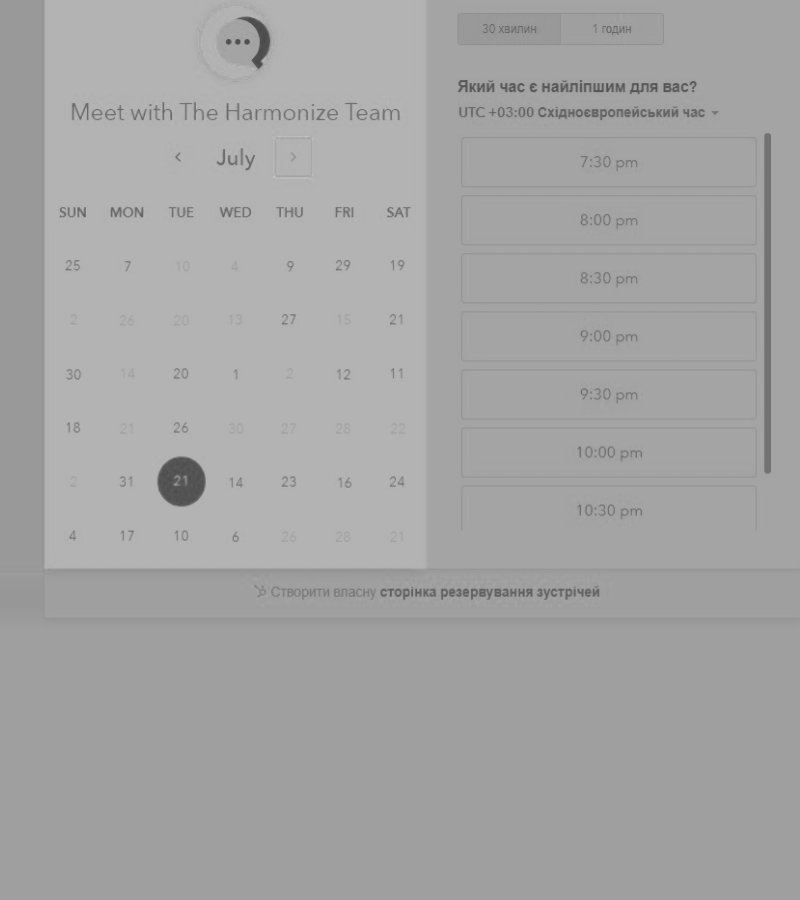 Meet with The Harmonize Team
July
SUN MON TUE WED THU FRI SAT
25 7 10 4 9 29 19
2 26 20 13 27 15 21
30 14 20 1 2 12 11
18 21 26 30 27 28 22
2 31 21 14 23 16 24
4 17 10 6 26 28 21
30 хвилин 1 годин
Який час є найліпшим для вас?
UTC +03:00 Східноєвропейський час
7:30 pm
8:00 pm
8:30 pm
9:00 pm
9:30 pm
10:00 pm
10:30 pm
Створити власну сторінка резервування зустрічей